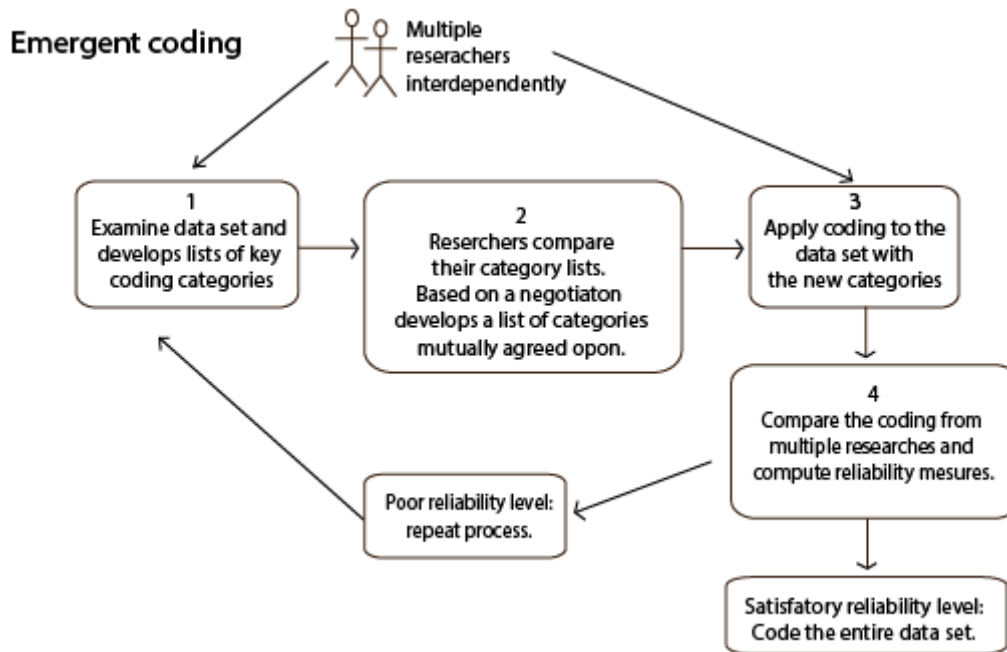 Emergent coding
Multiple
reserachers
interdependently
1
Examine data set and
develops lists of key
coding categories
2
Reserchers compare
their category lists.
Based on a negotiaton
develops a list of categories
mutually agreed opon.
3
Apply coding to the
data set with
the new categories
4
Compare the coding from
multiple researches and
compute reliability mesures.
Poor reliability level:
repeat process.
Satisfatory reliability level:
Code the entire data set.